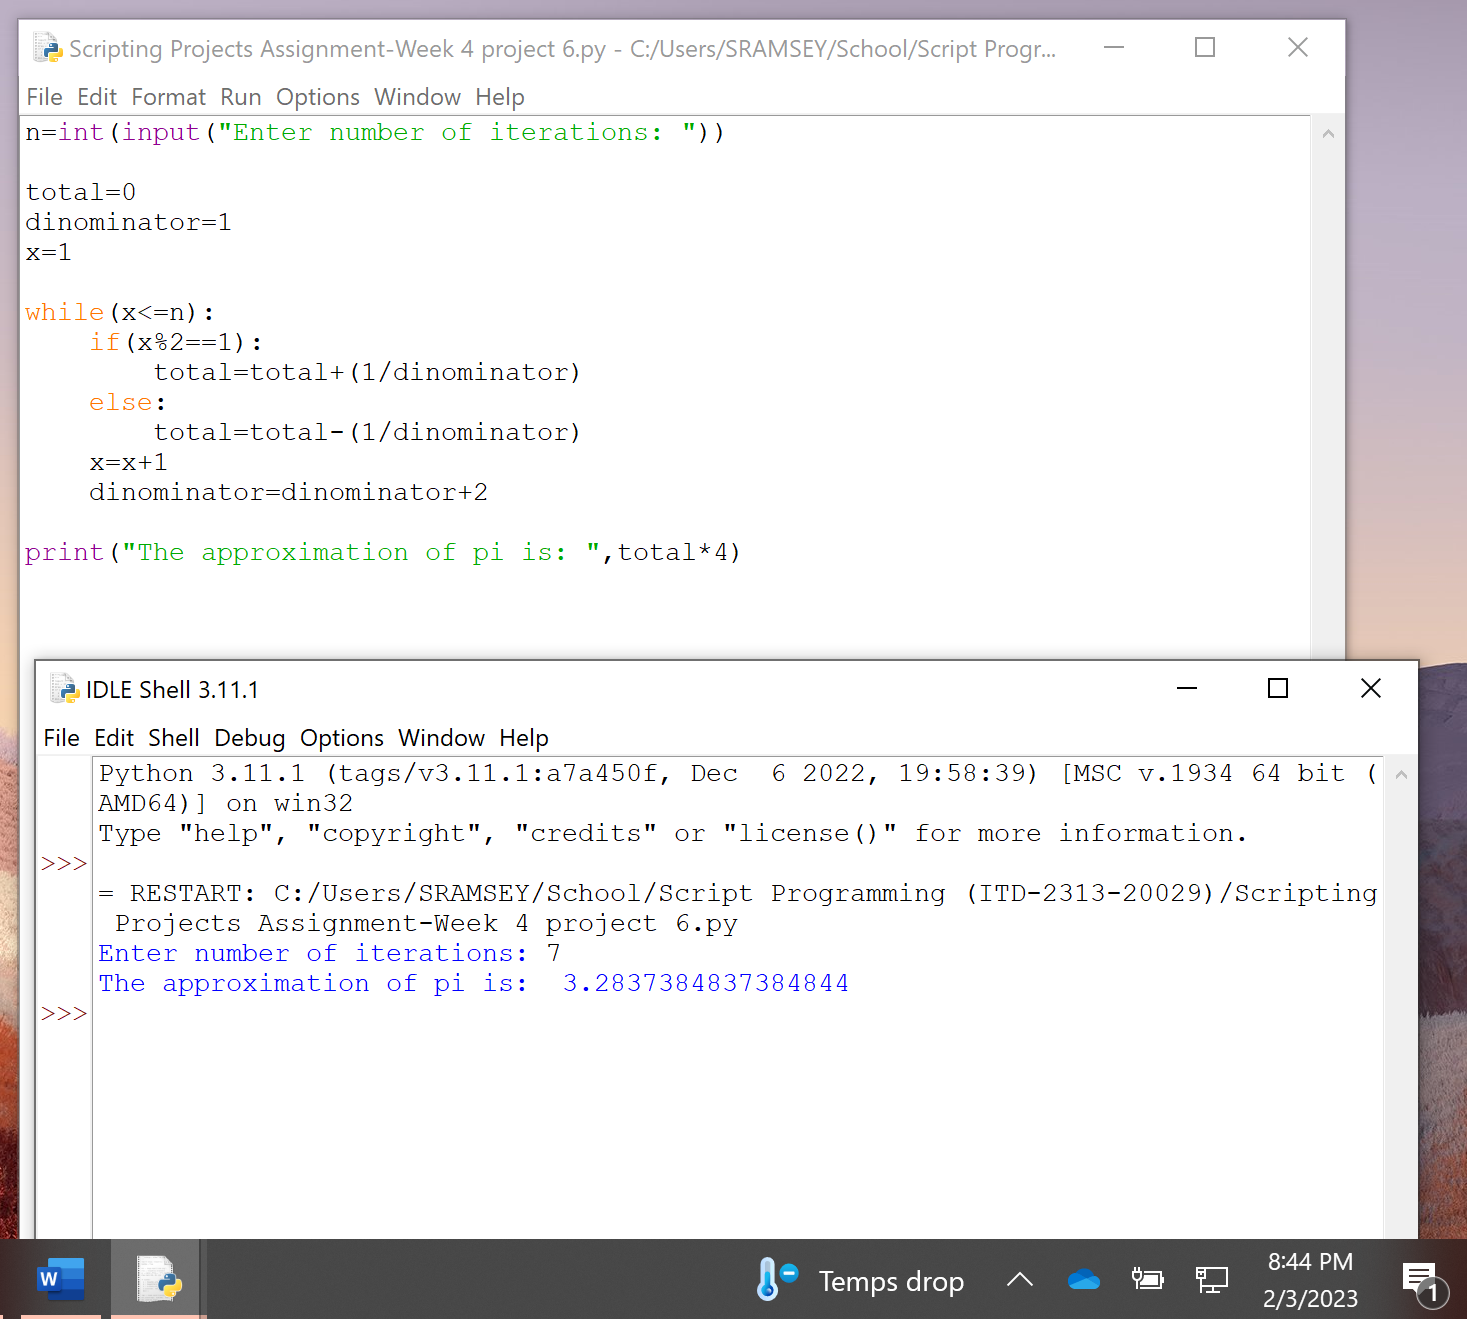 Scripting Projects Assignment-Week 4 project 6.py - C:/Users/SRAMSEY/School/Script Progr...
File Edit Format Run Options Window Help
n=int(input("Enter number of iterations: "))
total=0
dinominator=1
x=1
while(x<=n):
    if(x%2==1):
        total=total+(1/dinominator)
    else:
        total=total-(1/dinominator)
    x=x+1
    dinominator=dinominator+2
print("The approximation of pi is: ",total*4)
IDLE Shell 3.11.1
File Edit Shell Debug Options Window Help
Python 3.11.1 (tags/v3.11.1:a7a450f, Dec  6 2022, 19:58:39) [MSC v.1934 64 bit (
AMD64)] on win32
Type "help", "copyright", "credits" or "license()" for more information.
>>>
= RESTART: C:/Users/SRAMSEY/School/Script Programming (ITD-2313-20029)/Scripting
 Projects Assignment-Week 4 project 6.py
Enter number of iterations: 7
The approximation of pi is:  3.2837384837384844
>>>
W
Temps drop
8:44 PM
2/3/2023
1